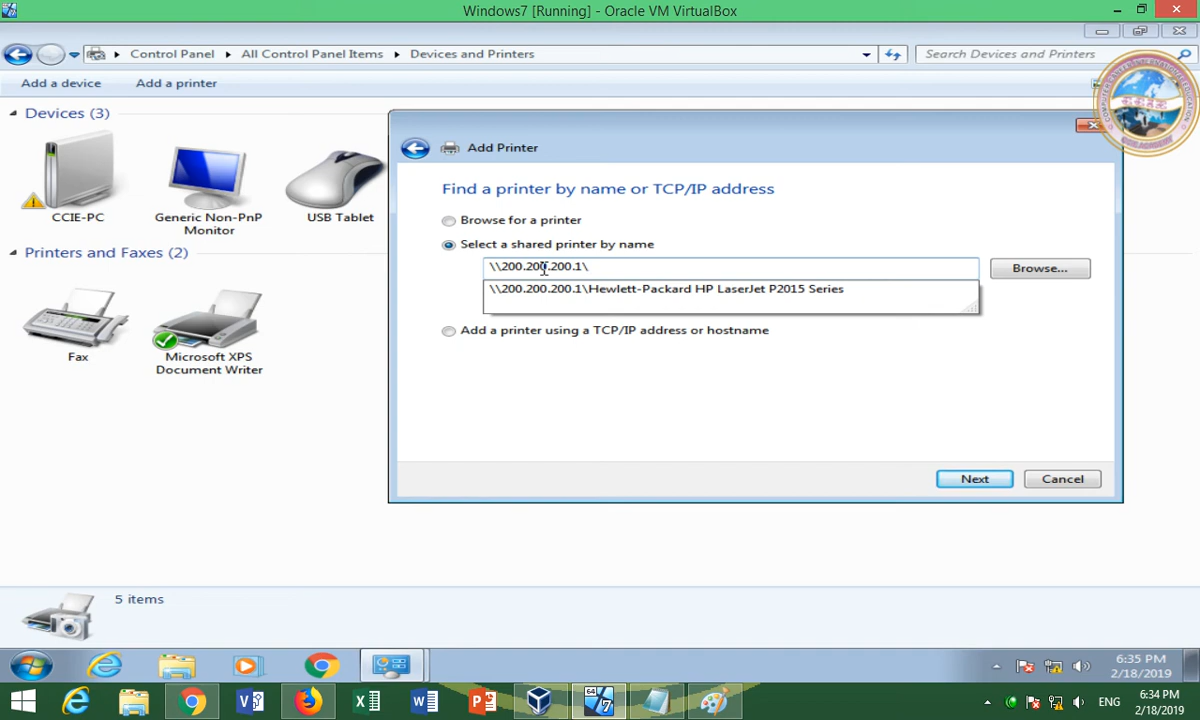 Windows7 [Running] - Oracle VM VirtualBox
Control Panel
All Control Panel Items
Devices and Printers
Search Devices and Printers
Add a device
Add a printer
Devices (3)
CCIE-PC
Generic Non-PnP
Monitor
USB Tablet
Printers and Faxes (2)
Fax
Microsoft XPS
Document Writer
Add Printer
Find a printer by name or TCP/IP address
Browse for a printer
Select a shared printer by name
\\200.200.200.1\
Browse...
\\200.200.200.1\Hewlett-Packard HP LaserJet P2015 Series
Add a printer using a TCP/IP address or hostname
Next
Cancel
5 items
6:35 PM
2/18/2019
ENG
6:34 PM
2/18/2019